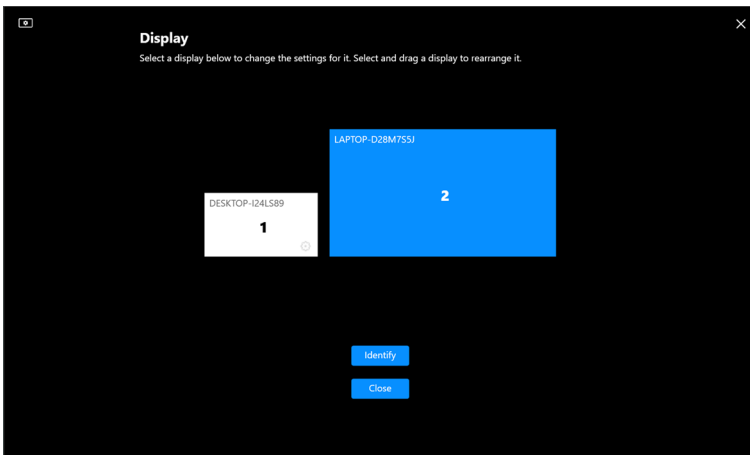 Display
Select a display below to change the settings for it. Select and drag a display to rearrange it.
LAPTOP-D28M7S5J
2
DESKTOP-I24LS89
1
Identify
Close